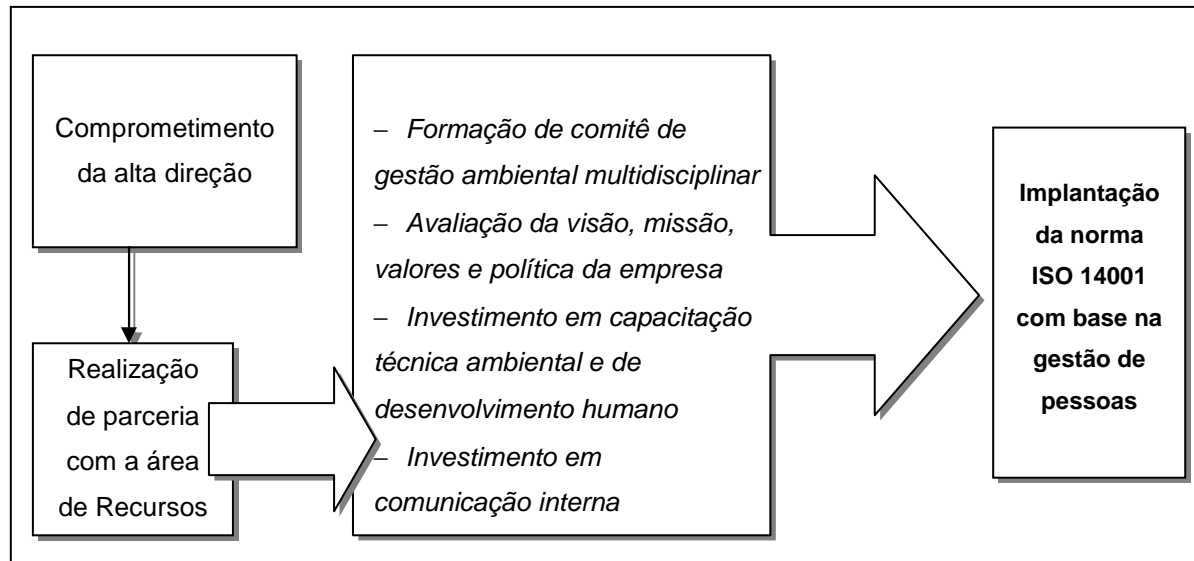 Comprometimento
da alta direção
Realização
de parceria
com a área
de Recursos
– Formação de comitê de
gestão ambiental multidisciplinar
– Avaliação da visão, missão,
valores e política da empresa
– Investimento em capacitação
técnica ambiental e de
desenvolvimento humano
– Investimento em
comunicação interna
Implantação
da norma
ISO 14001
com base na
gestão de
pessoas